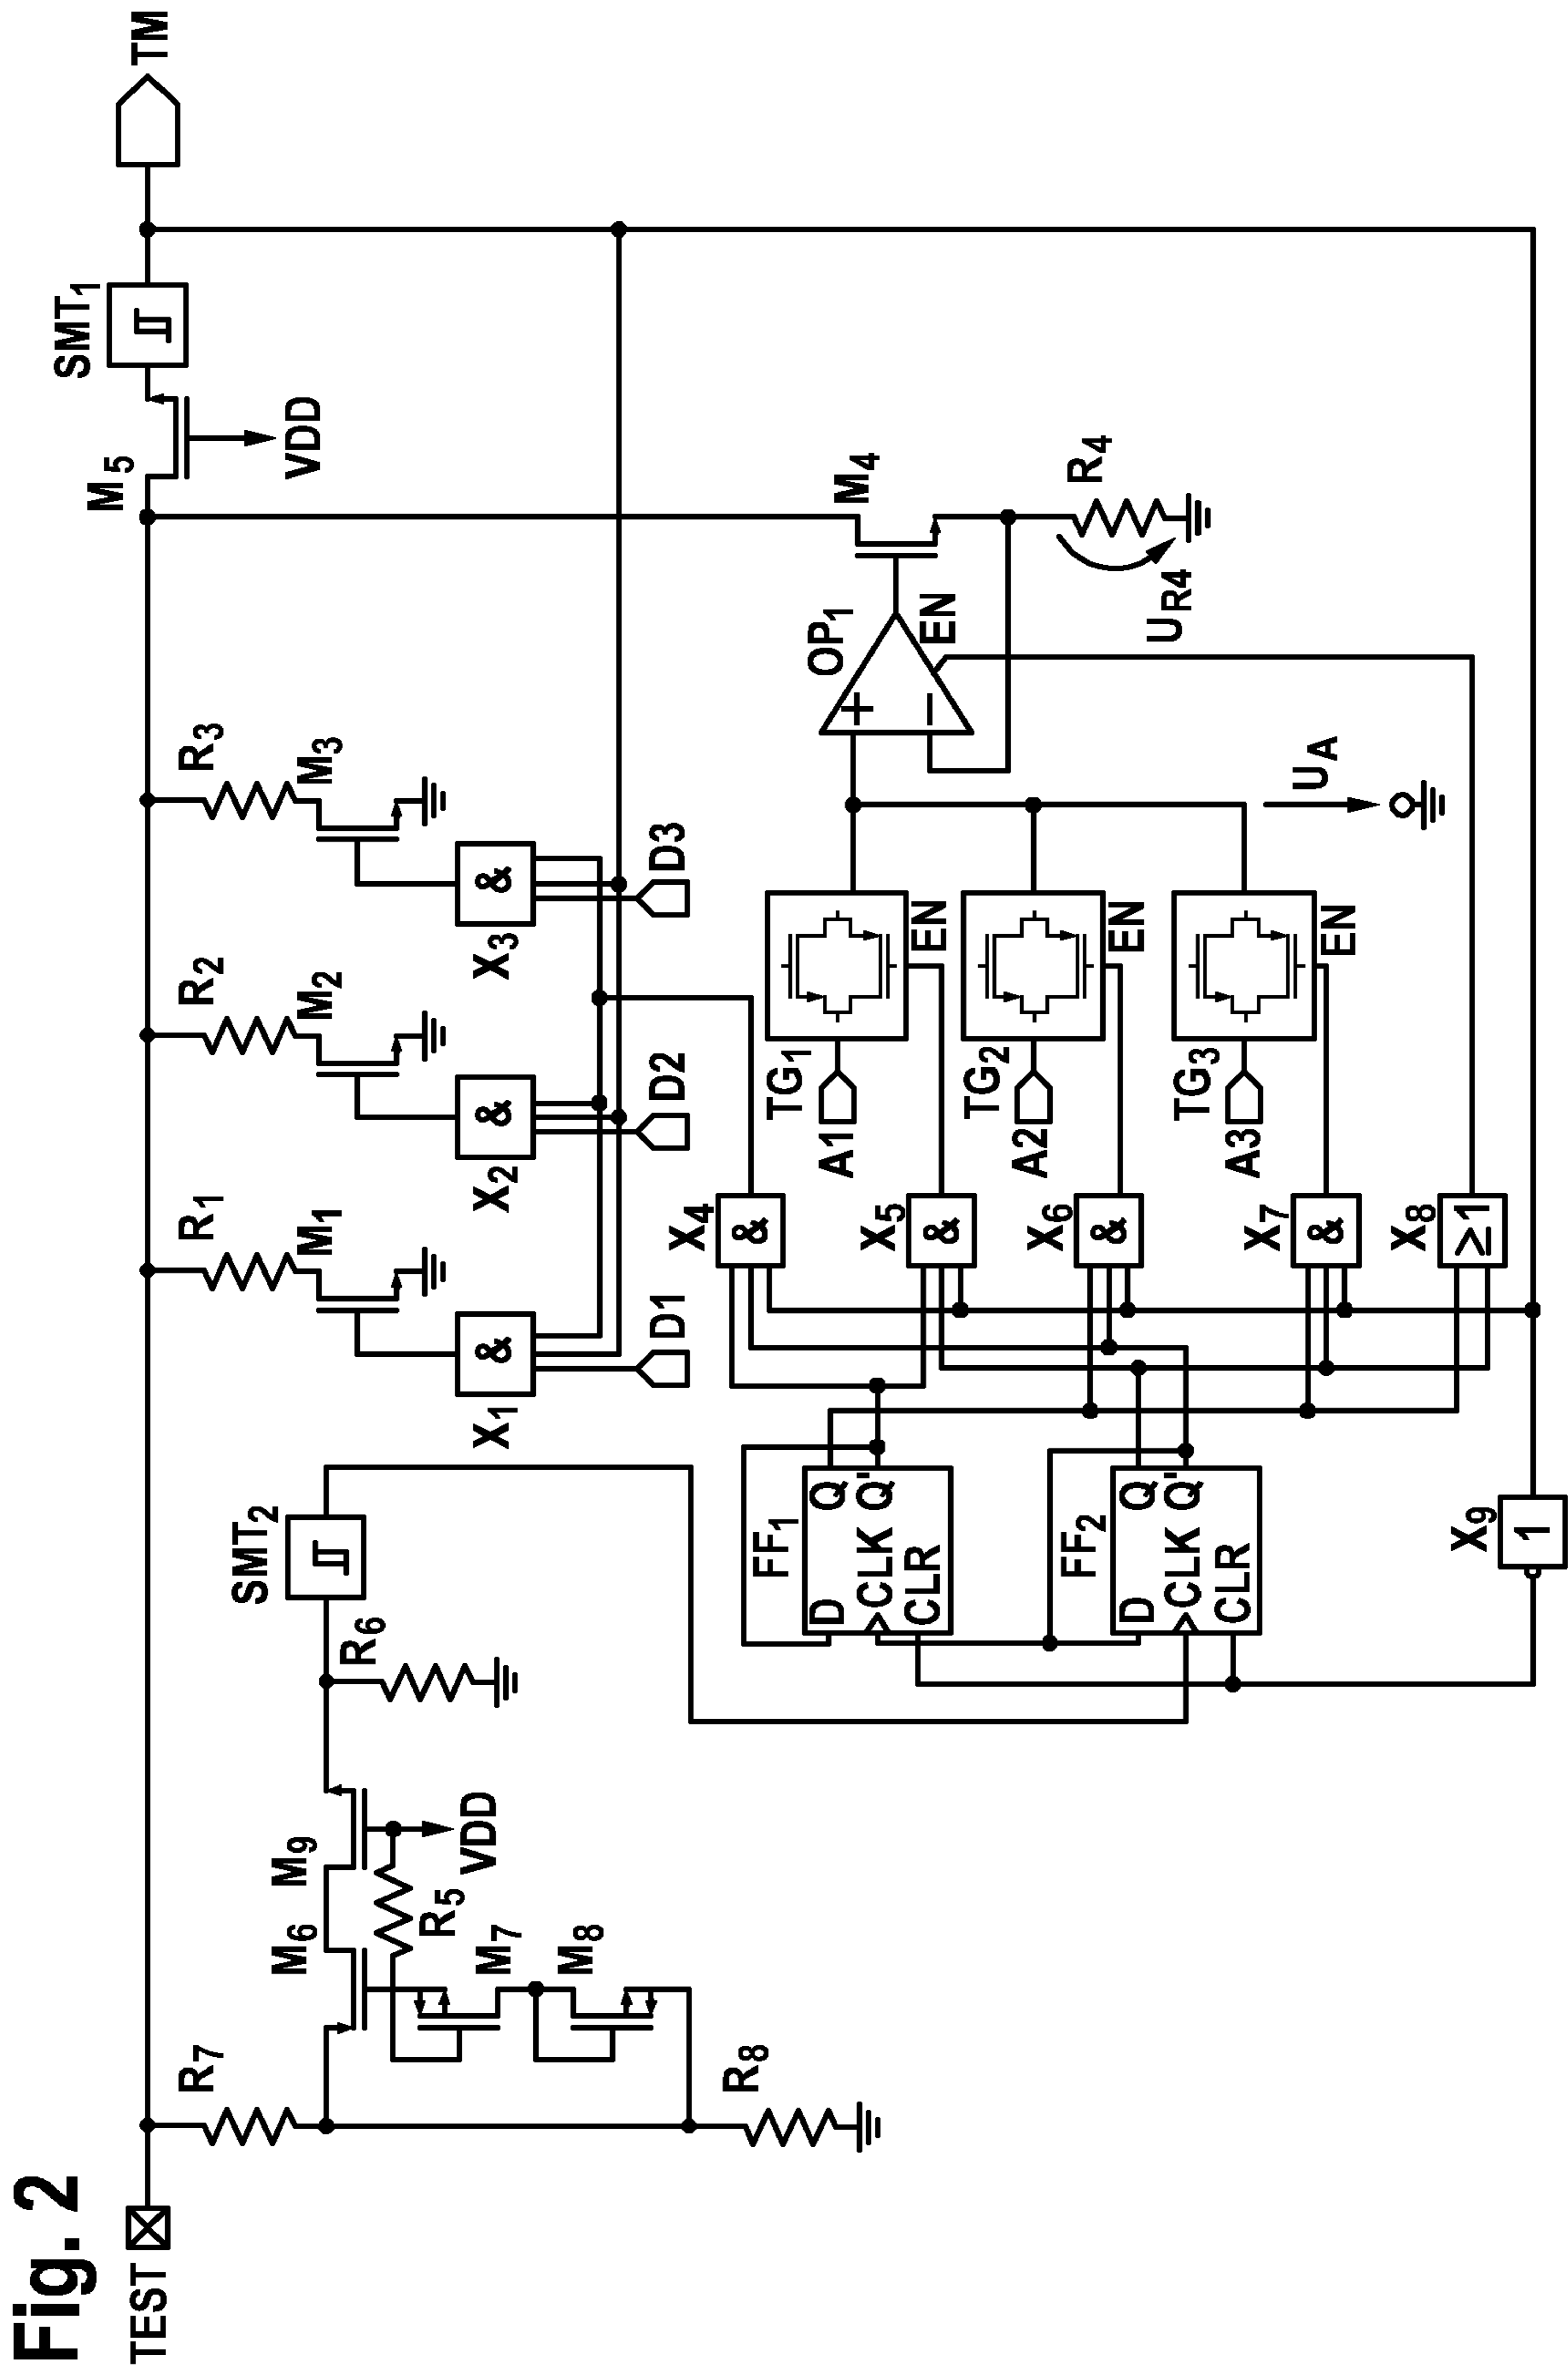 Fig. 2
TEST
TM
R7
R8
M6
M9
R5
VDD
M7
M8
R6
SMT2
R1
M1
X1
&
D1
R2
M2
X2
&
D2
R3
M3
X3
&
D3
M5
VDD
SMT1
FF1
D
CLK
CLR
Q
Q̄
FF2
D
CLK
CLR
Q
Q̄
X9
1
X4
&
X5
&
X6
&
X7
&
X8
≥1
A1
TG1
EN
A2
TG2
EN
A3
TG3
EN
UA
OP1
+
−
EN
M4
R4
UR4